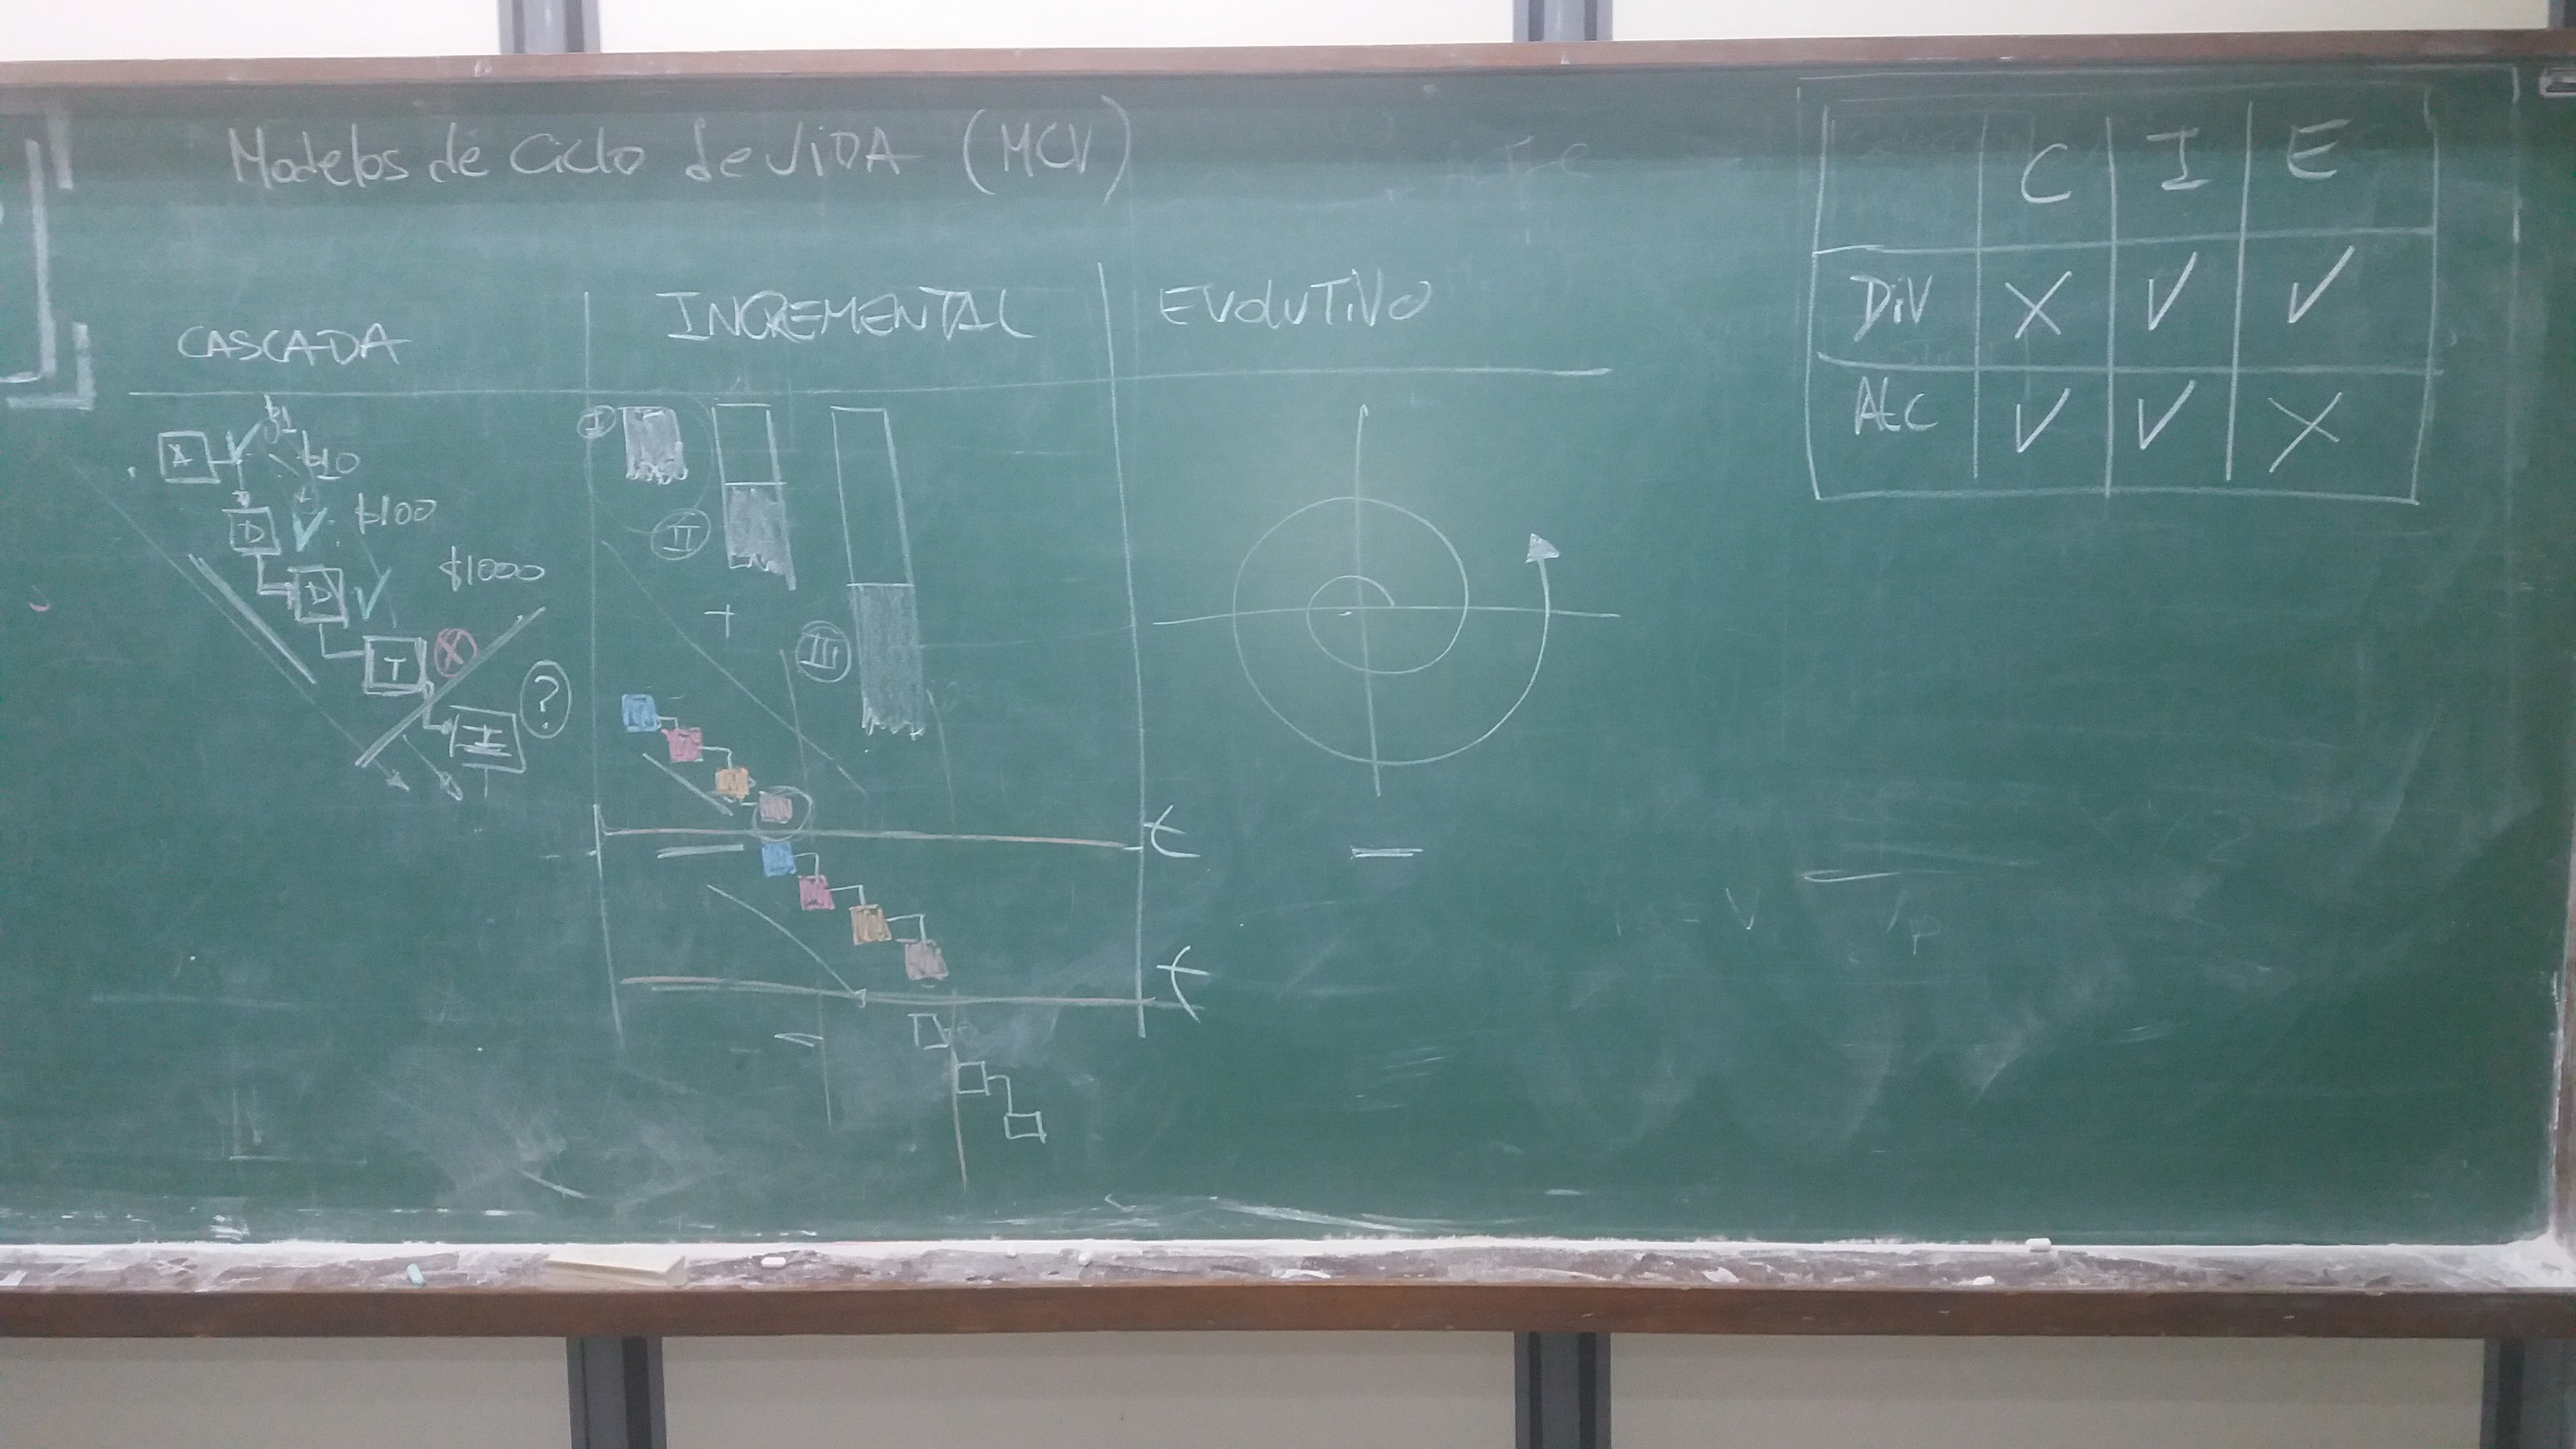 Modelos de Ciclo de ViDA (MCV)
CASCADA
INCREMENTAL
EVOLUTIVO
A $1
$10
D $100
D $1000
T X
I ?
I
II
+
III
t
t
C I E
DiV X ✓ ✓
ALC ✓ ✓ X